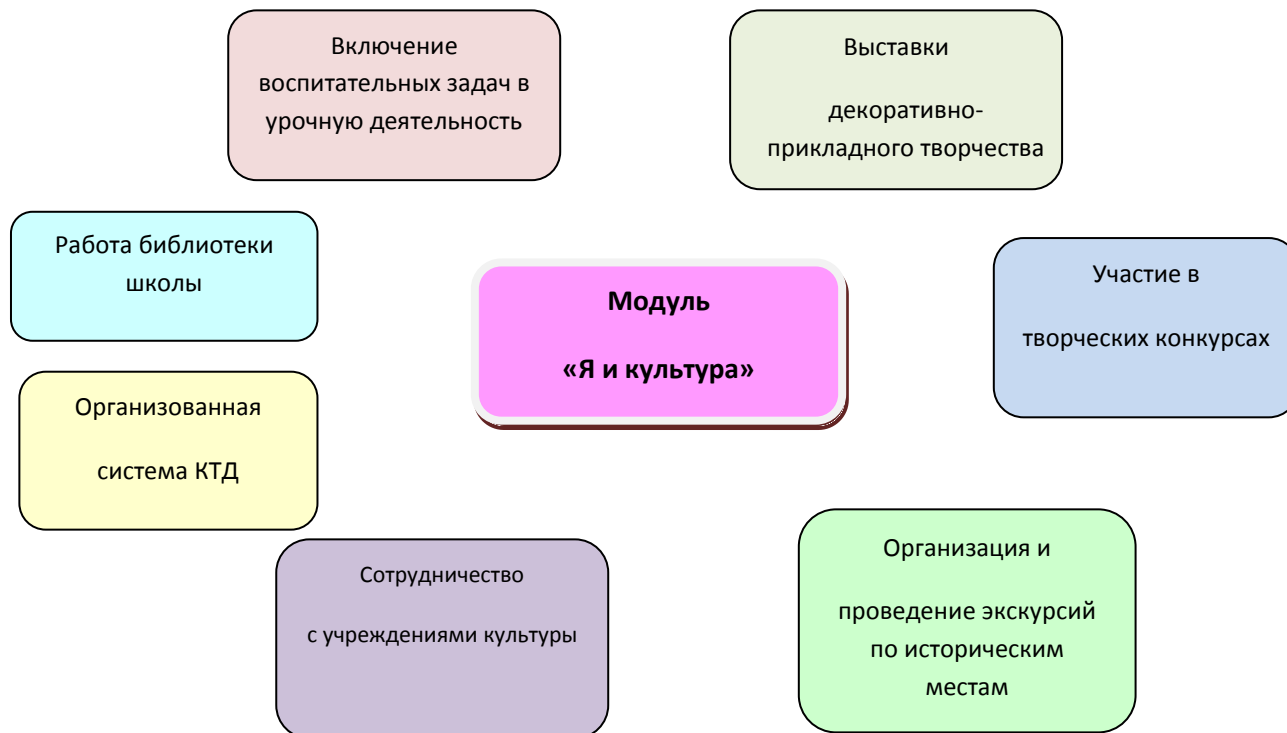 Включение
воспитательных задач в
урочную деятельность
Выставки
декоративно-
прикладного творчества
Работа библиотеки
школы
Модуль
«Я и культура»
Участие в
творческих конкурсах
Организованная
система КТД
Сотрудничество
с учреждениями культуры
Организация и
проведение экскурсий
по историческим
местам